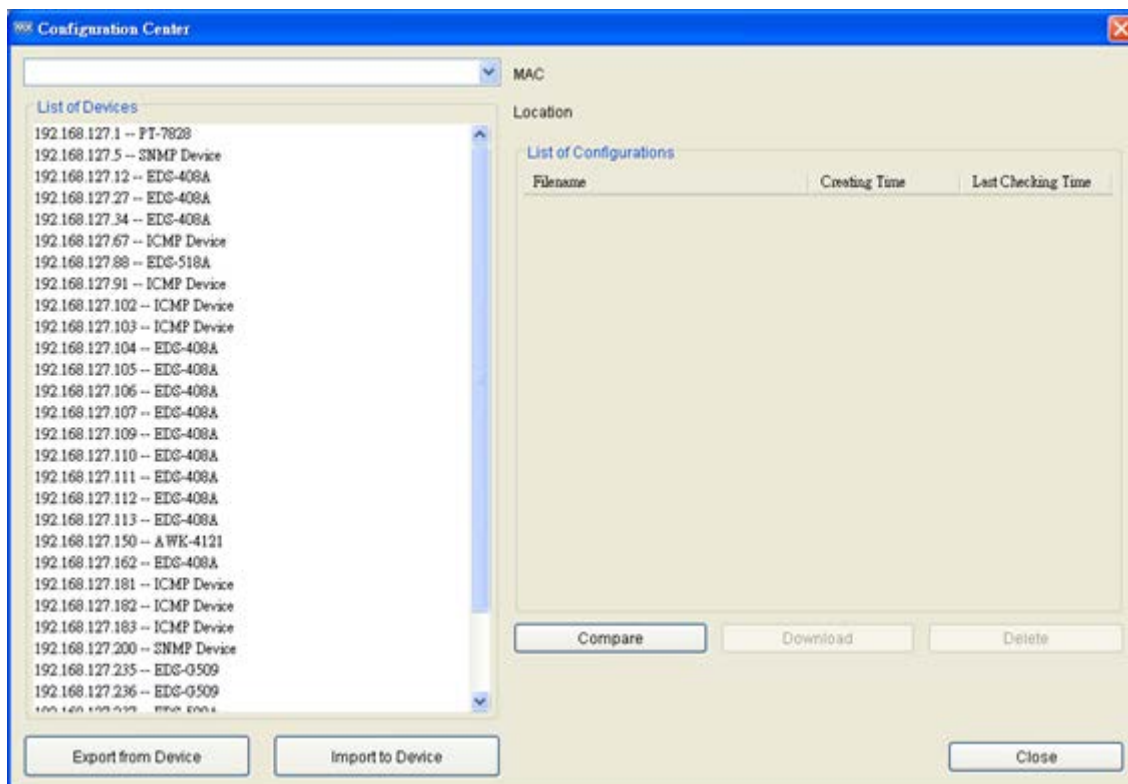 Configuration Center
MAC
List of Devices
Location
192.168.127.1 -- PT-7828
192.168.127.5 -- SNMP Device
192.168.127.12 -- EDS-408A
192.168.127.27 -- EDS-408A
192.168.127.34 -- EDS-408A
192.168.127.67 -- ICMP Device
192.168.127.88 -- EDS-518A
192.168.127.91 -- ICMP Device
192.168.127.102 -- ICMP Device
192.168.127.103 -- ICMP Device
192.168.127.104 -- EDS-408A
192.168.127.105 -- EDS-408A
192.168.127.106 -- EDS-408A
192.168.127.107 -- EDS-408A
192.168.127.109 -- EDS-408A
192.168.127.110 -- EDS-408A
192.168.127.111 -- EDS-408A
192.168.127.112 -- EDS-408A
192.168.127.113 -- EDS-408A
192.168.127.150 -- AWK-4121
192.168.127.162 -- EDS-408A
192.168.127.181 -- ICMP Device
192.168.127.182 -- ICMP Device
192.168.127.183 -- ICMP Device
192.168.127.200 -- SNMP Device
192.168.127.235 -- EDS-G509
192.168.127.236 -- EDS-G509
List of Configurations
Filename Creating Time Last Checking Time
Compare Download Delete
Export from Device Import to Device Close